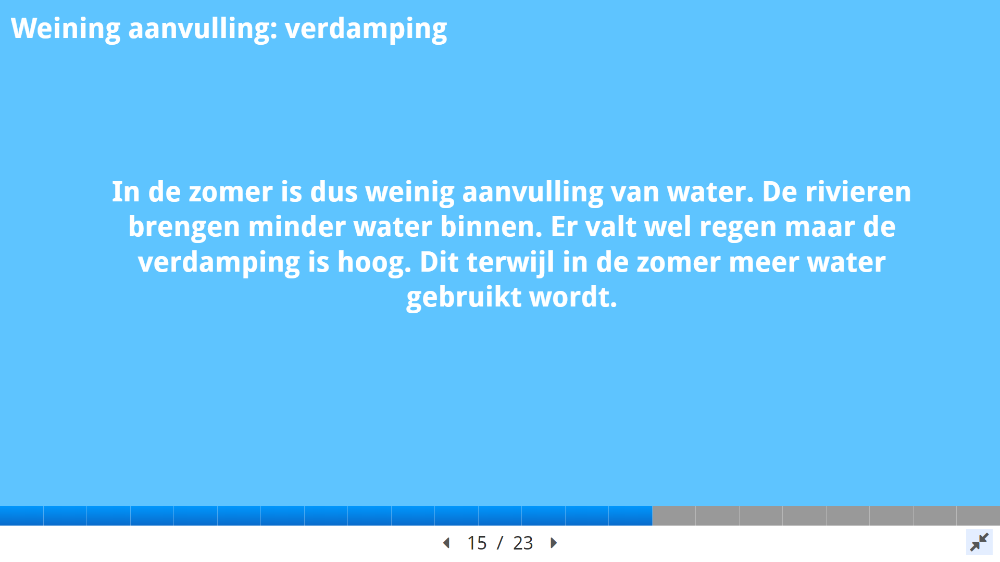 Weining aanvulling: verdamping
In de zomer is dus weinig aanvulling van water. De rivieren
brengen minder water binnen. Er valt wel regen maar de
verdamping is hoog. Dit terwijl in de zomer meer water
gebruikt wordt.
15 / 23